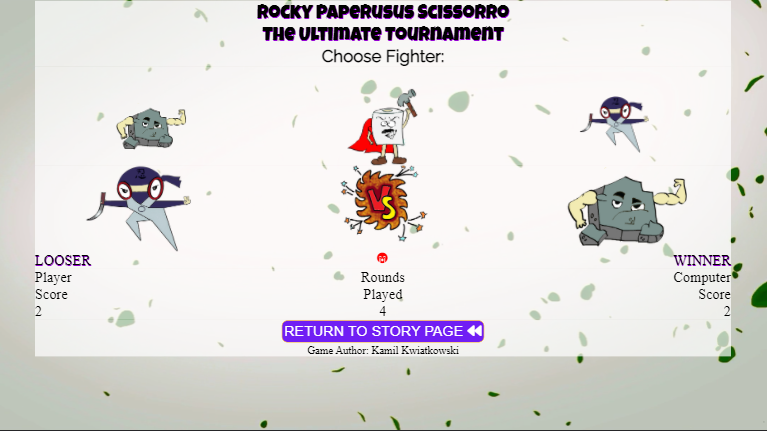 Rocky Paperusus Scissorro
The Ultimate Tournament
Choose Fighter:
VS
LOOSER
WINNER
Player
Rounds
Computer
Score
Played
Score
2
4
2
RETURN TO STORY PAGE
Game Author: Kamil Kwiatkowski